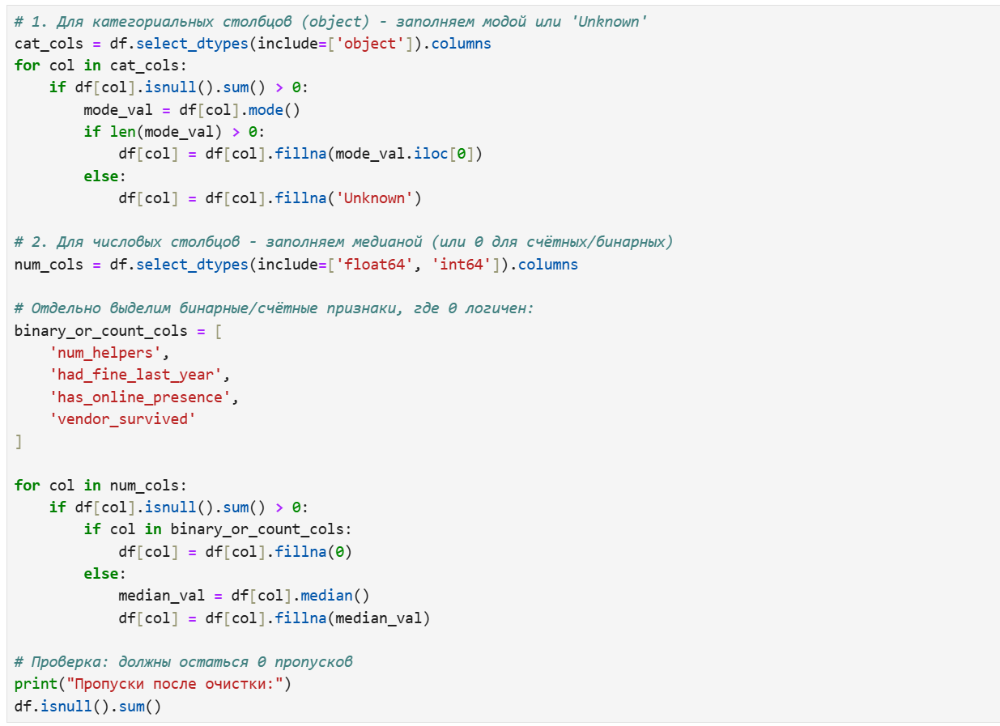 # 1. Для категориальных столбцов (object) - заполняем модой или 'Unknown'
cat_cols = df.select_dtypes(include=['object']).columns
for col in cat_cols:
    if df[col].isnull().sum() > 0:
        mode_val = df[col].mode()
        if len(mode_val) > 0:
            df[col] = df[col].fillna(mode_val.iloc[0])
        else:
            df[col] = df[col].fillna('Unknown')

# 2. Для числовых столбцов - заполняем медианой (или 0 для счётных/бинарных)
num_cols = df.select_dtypes(include=['float64', 'int64']).columns

# Отдельно выделим бинарные/счётные признаки, где 0 логичен:
binary_or_count_cols = [
    'num_helpers',
    'had_fine_last_year',
    'has_online_presence',
    'vendor_survived'
]

for col in num_cols:
    if df[col].isnull().sum() > 0:
        if col in binary_or_count_cols:
            df[col] = df[col].fillna(0)
        else:
            median_val = df[col].median()
            df[col] = df[col].fillna(median_val)

# Проверка: должны остаться 0 пропусков
print("Пропуски после очистки:")
df.isnull().sum()